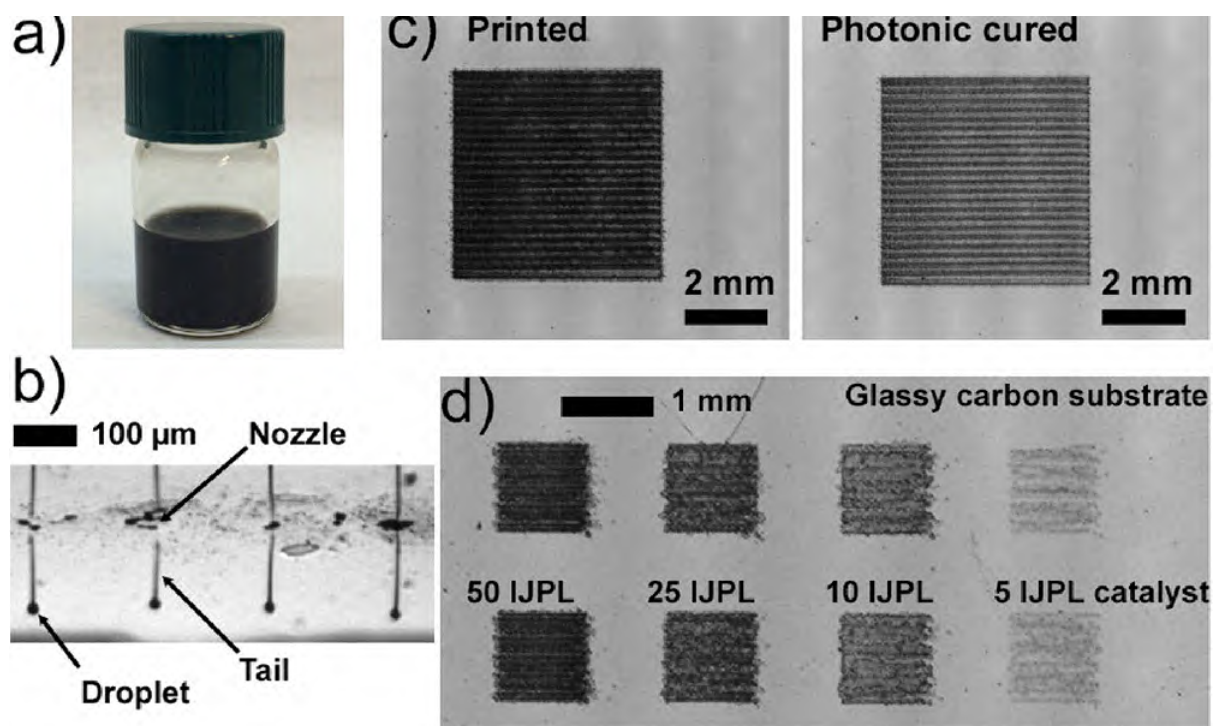 a)
c) Printed
2 mm
Photonic cured
2 mm
b)
100 µm
Nozzle
Droplet
Tail
d)
1 mm
Glassy carbon substrate
50 IJPL 25 IJPL 10 IJPL 5 IJPL catalyst